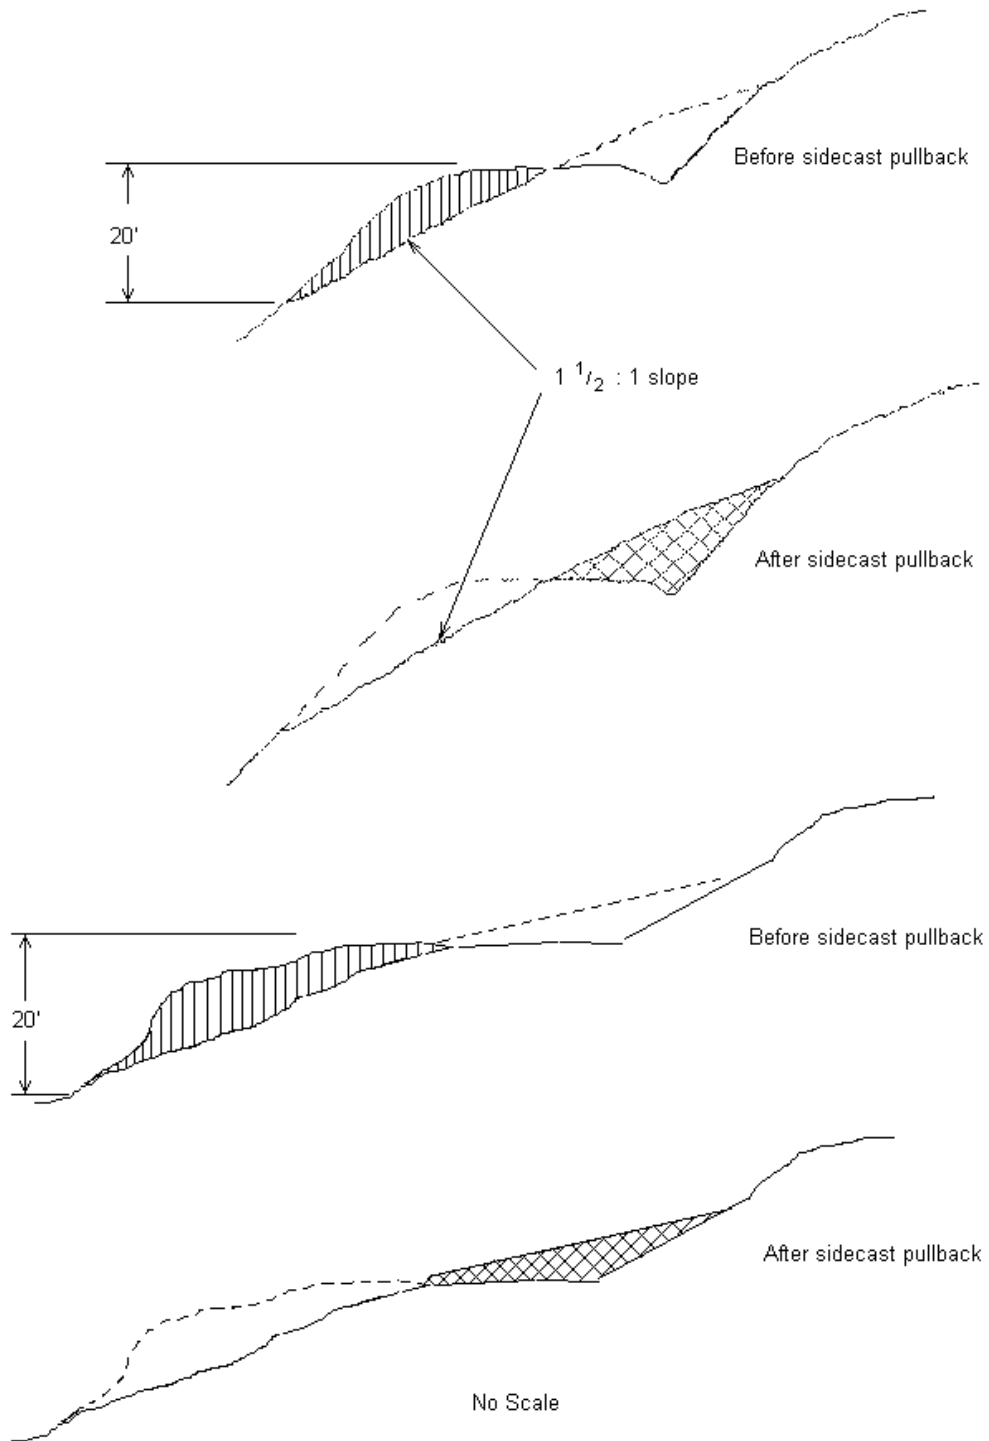 Before sidecast pullback
20'
1 1/2 : 1 slope
After sidecast pullback
Before sidecast pullback
20'
After sidecast pullback
No Scale